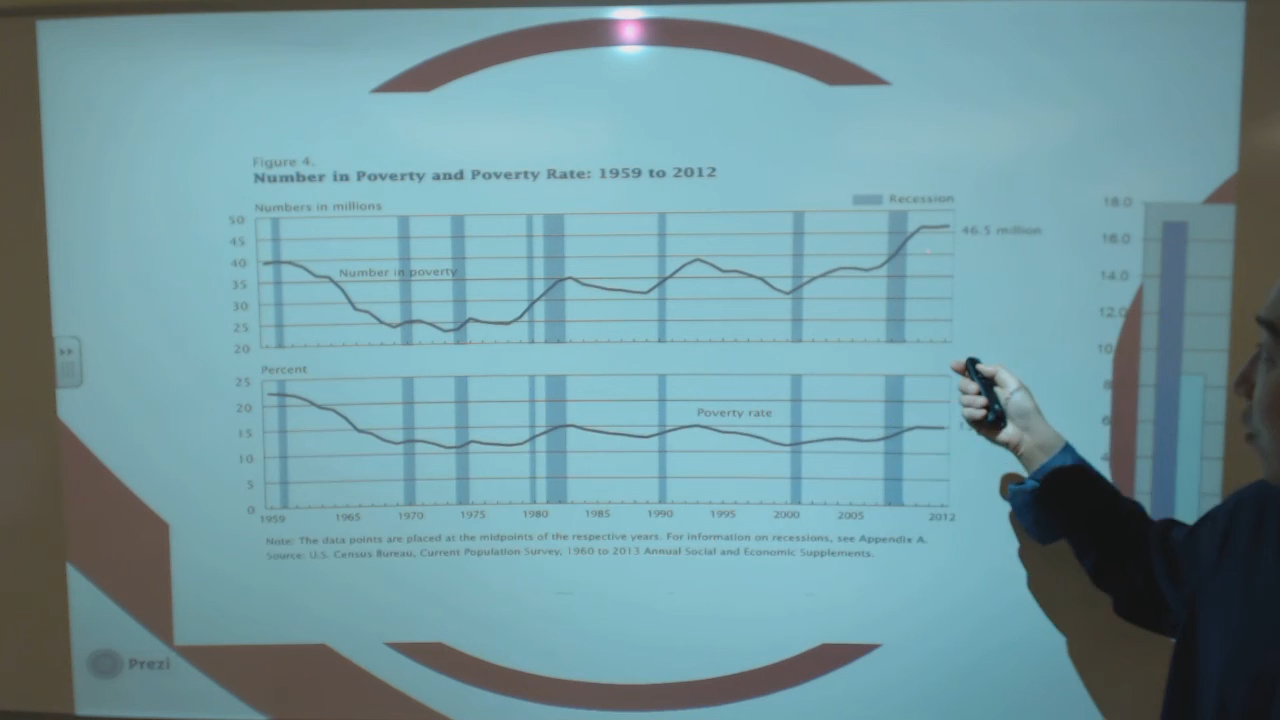 Figure 4.
Number in Poverty and Poverty Rate: 1959 to 2012
Numbers in millions
Recession
50
45
40
35
30
25
20
Number in poverty
46.5 million
Percent
25
20
15
10
5
0
Poverty rate
1959 1965 1970 1975 1980 1985 1990 1995 2000 2005 2012
Note: The data points are placed at the midpoints of the respective years. For information on recessions, see Appendix A.
Source: U.S. Census Bureau, Current Population Survey, 1960 to 2013 Annual Social and Economic Supplements.
18.0
16.0
14.0
12.0
10
8
6
4
Prezi